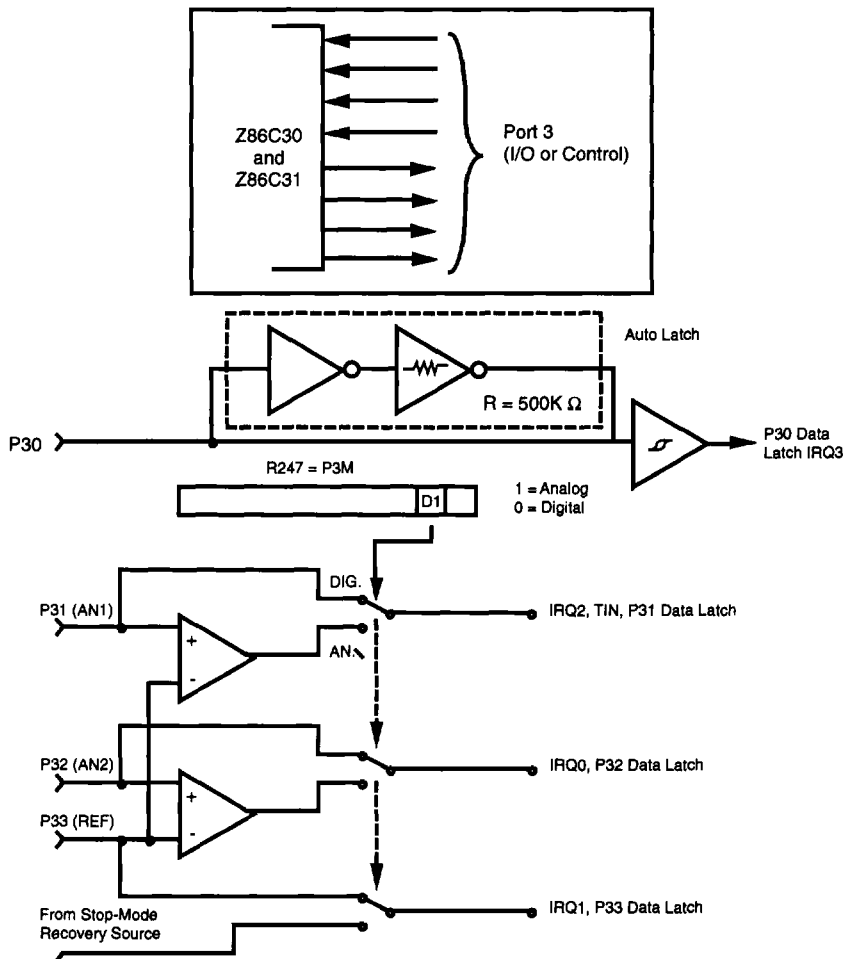 Z86C30
and
Z86C31
Port 3
(I/O or Control)
Auto Latch
R = 500K Ω
P30
P30 Data
Latch IRQ3
R247 = P3M
D1
1 = Analog
0 = Digital
DIG.
P31 (AN1)
IRQ2, TIN, P31 Data Latch
+
-
AN.
P32 (AN2)
IRQ0, P32 Data Latch
+
P33 (REF)
-
From Stop-Mode
Recovery Source
IRQ1, P33 Data Latch